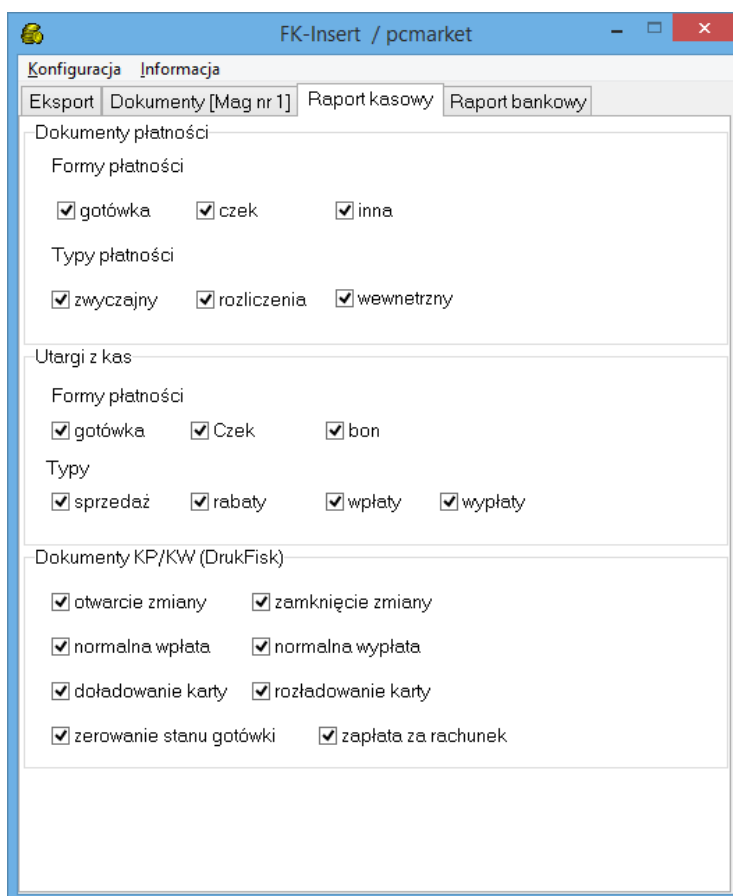 FK-Insert / pcmarket
Konfiguracja Informacja
Eksport Dokumenty [Mag nr 1] Raport kasowy Raport bankowy
Dokumenty płatności
Formy płatności
gotówka czek inna
Typy płatności
zwyczajny rozliczenia wewnetrzny
Utargi z kas
Formy płatności
gotówka Czek bon
Typy
sprzedaż rabaty wpłaty wypłaty
Dokumenty KP/KW (DrukFisk)
otwarcie zmiany zamknięcie zmiany
normalna wpłata normalna wypłata
doładowanie karty rozładowanie karty
zerowanie stanu gotówki zapłata za rachunek